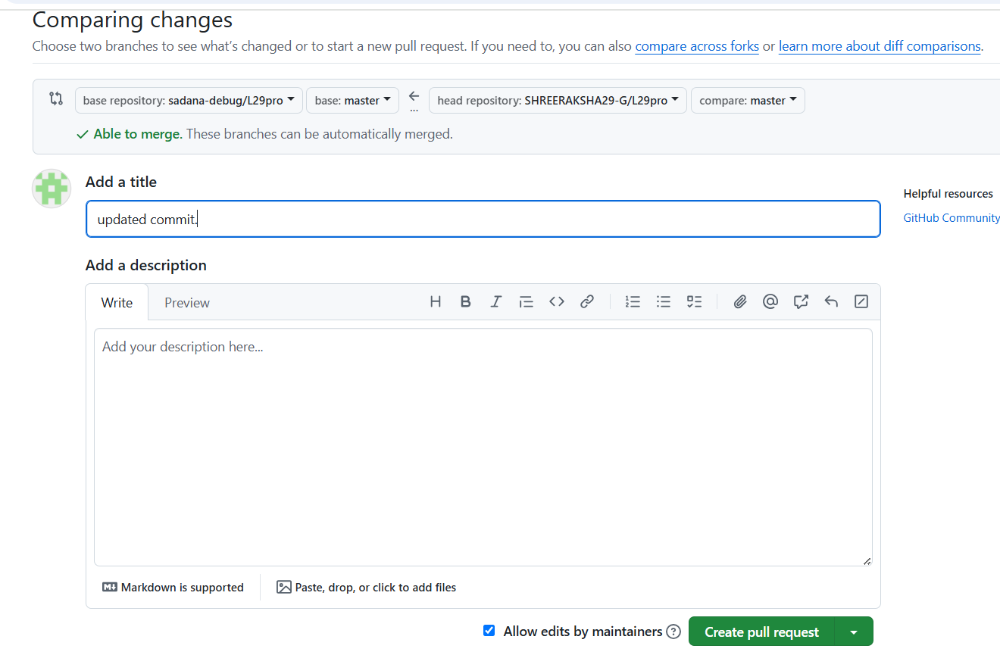 Comparing changes
Choose two branches to see what's changed or to start a new pull request. If you need to, you can also compare across forks or learn more about diff comparisons.
base repository: sadana-debug/L29pro base: master ... head repository: SHREERAKSHA29-G/L29pro compare: master
Able to merge. These branches can be automatically merged.
Add a title
updated commit.
Helpful resources
GitHub Community
Add a description
Write Preview
Add your description here...
Markdown is supported Paste, drop, or click to add files
Allow edits by maintainers Create pull request